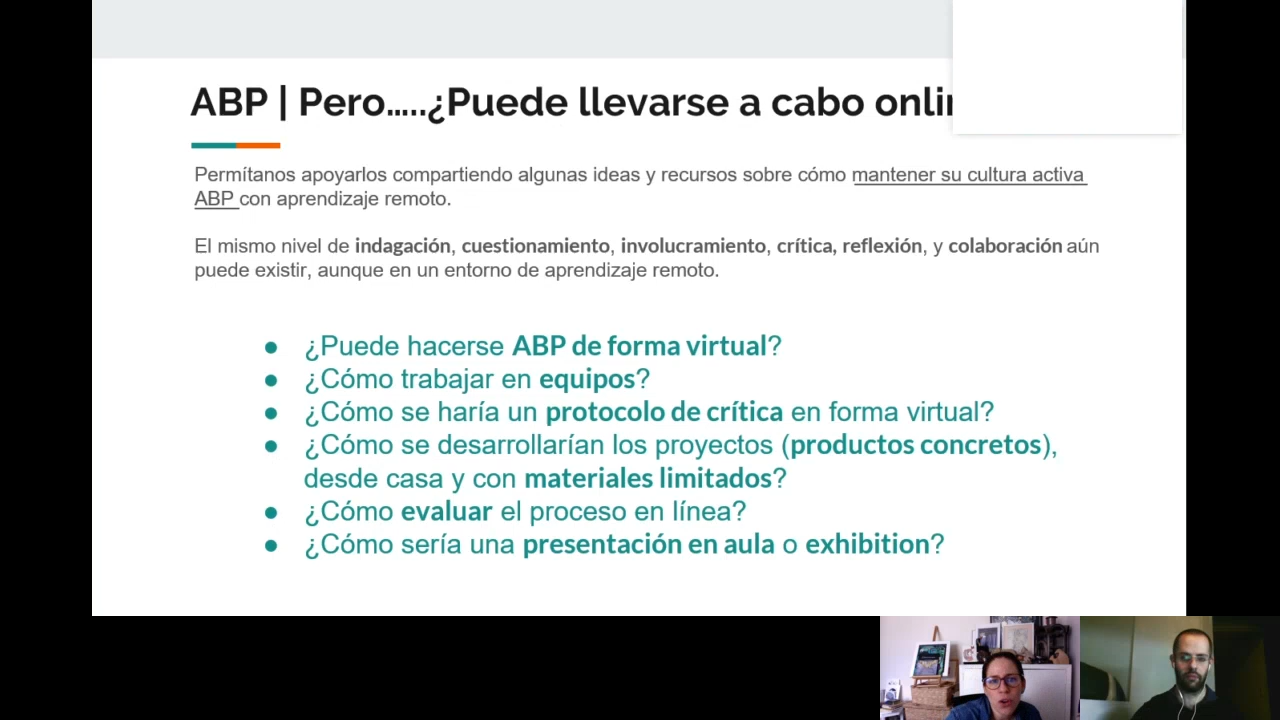 ABP | Pero.....¿Puede llevarse a cabo
Permítanos apoyarlos compartiendo algunas ideas y recursos sobre cómo mantener su cultura activa
ABP con aprendizaje remoto.
El mismo nivel de indagación, cuestionamiento, involucramiento, crítica, reflexión, y colaboración aún
puede existir, aunque en un entorno de aprendizaje remoto.
● ¿Puede hacerse ABP de forma virtual?
● ¿Cómo trabajar en equipos?
● ¿Cómo se haría un protocolo de crítica en forma virtual?
● ¿Cómo se desarrollarían los proyectos (productos concretos),
desde casa y con materiales limitados?
● ¿Cómo evaluar el proceso en línea?
● ¿Cómo sería una presentación en aula o exhibition?